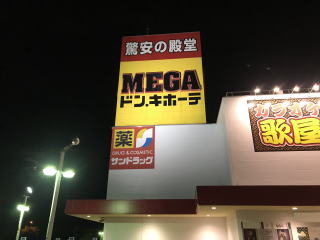 驚安の殿堂
MEGA
ドン.キホーテ
薬
DRUG & COSMETIC
サンドラッグ
カラオケ
歌屋